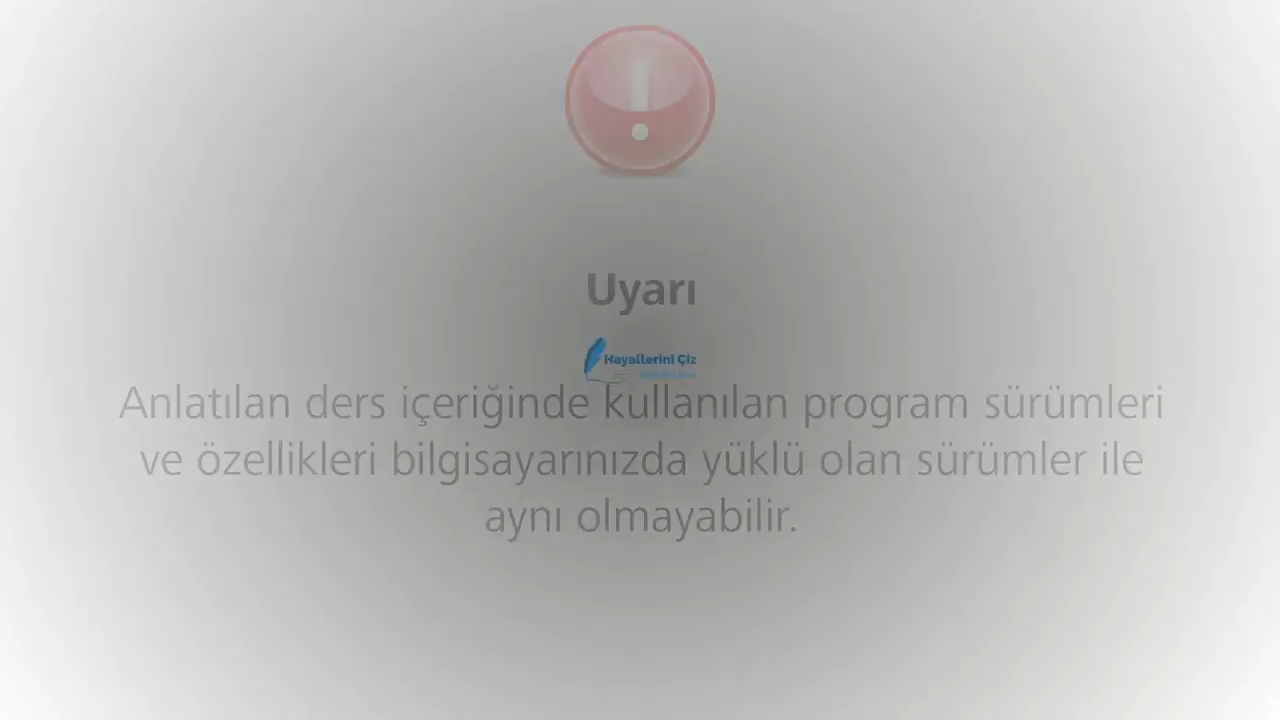 Uyarı
Hayallerini Çiz
Anlatılan ders içeriğinde kullanılan program sürümleri
ve özellikleri bilgisayarınızda yüklü olan sürümler ile
aynı olmayabilir.